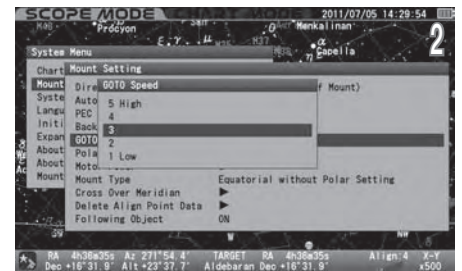 SCOPE MODE
2011/07/05 14:29:54
Procyon
Menkalinan
Capella
2
System Menu
Chart
Mount Setting
Mount
Dire
GOTO Speed
f Mount)
Syste
Auto
5 High
Langu
PEC
4
Initi
Back
3
Expan
GOTO
2
About
Pola
1 Low
About
Moto
Mount
Mount Type
Equatorial without Polar Setting
Cross Over Meridian ▶
Delete Align Point Data ▶
Following Object
ON
NW
RA 4h36m35s Az 271°54.4' TARGET RA 4h36m35s Align:4 X-Y
Dec +16°31.9' Alt +23°37.7' Aldebaran Dec +16°31.9' x500